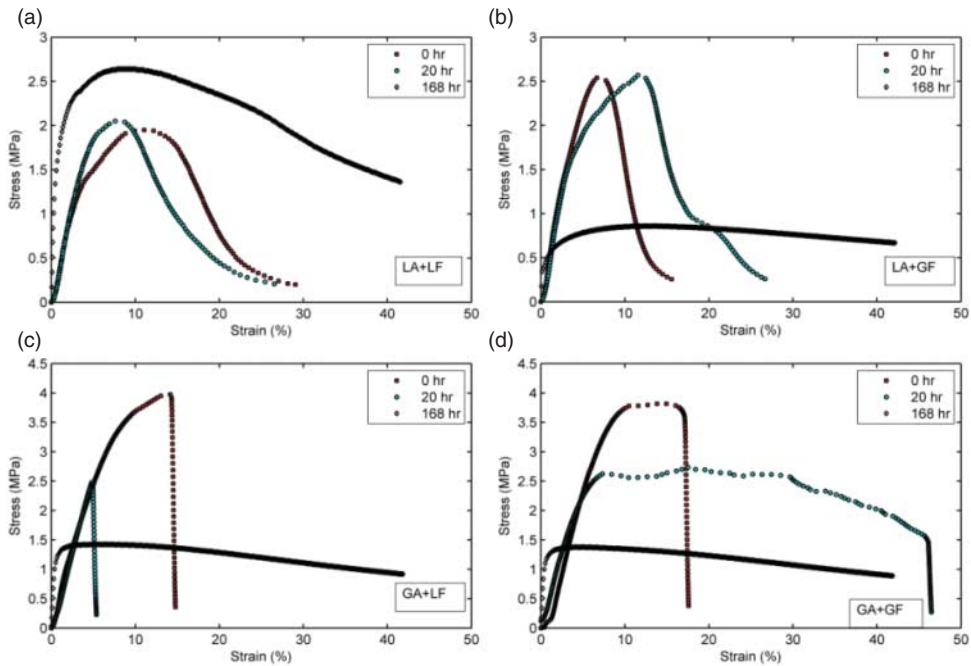 (a)
3
2.5
2
1.5
1
0.5
0
0 10 20 30 40 50
Stress (MPa)
Strain (%)
0 hr
20 hr
168 hr
LA+LF
(b)
3
2.5
2
1.5
1
0.5
0
0 10 20 30 40 50
Stress (MPa)
Strain (%)
0 hr
20 hr
168 hr
LA+GF
(c)
4.5
4
3.5
3
2.5
2
1.5
1
0.5
0
0 10 20 30 40 50
Stress (MPa)
Strain (%)
0 hr
20 hr
168 hr
GA+LF
(d)
4.5
4
3.5
3
2.5
2
1.5
1
0.5
0
0 10 20 30 40 50
Stress (MPa)
Strain (%)
0 hr
20 hr
168 hr
GA+GF